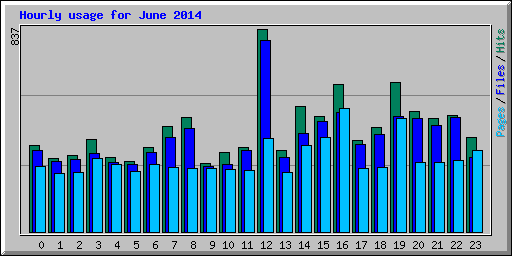 Hourly usage for June 2014
837
Pages / Files / Hits
0 1 2 3 4 5 6 7 8 9 10 11 12 13 14 15 16 17 18 19 20 21 22 23